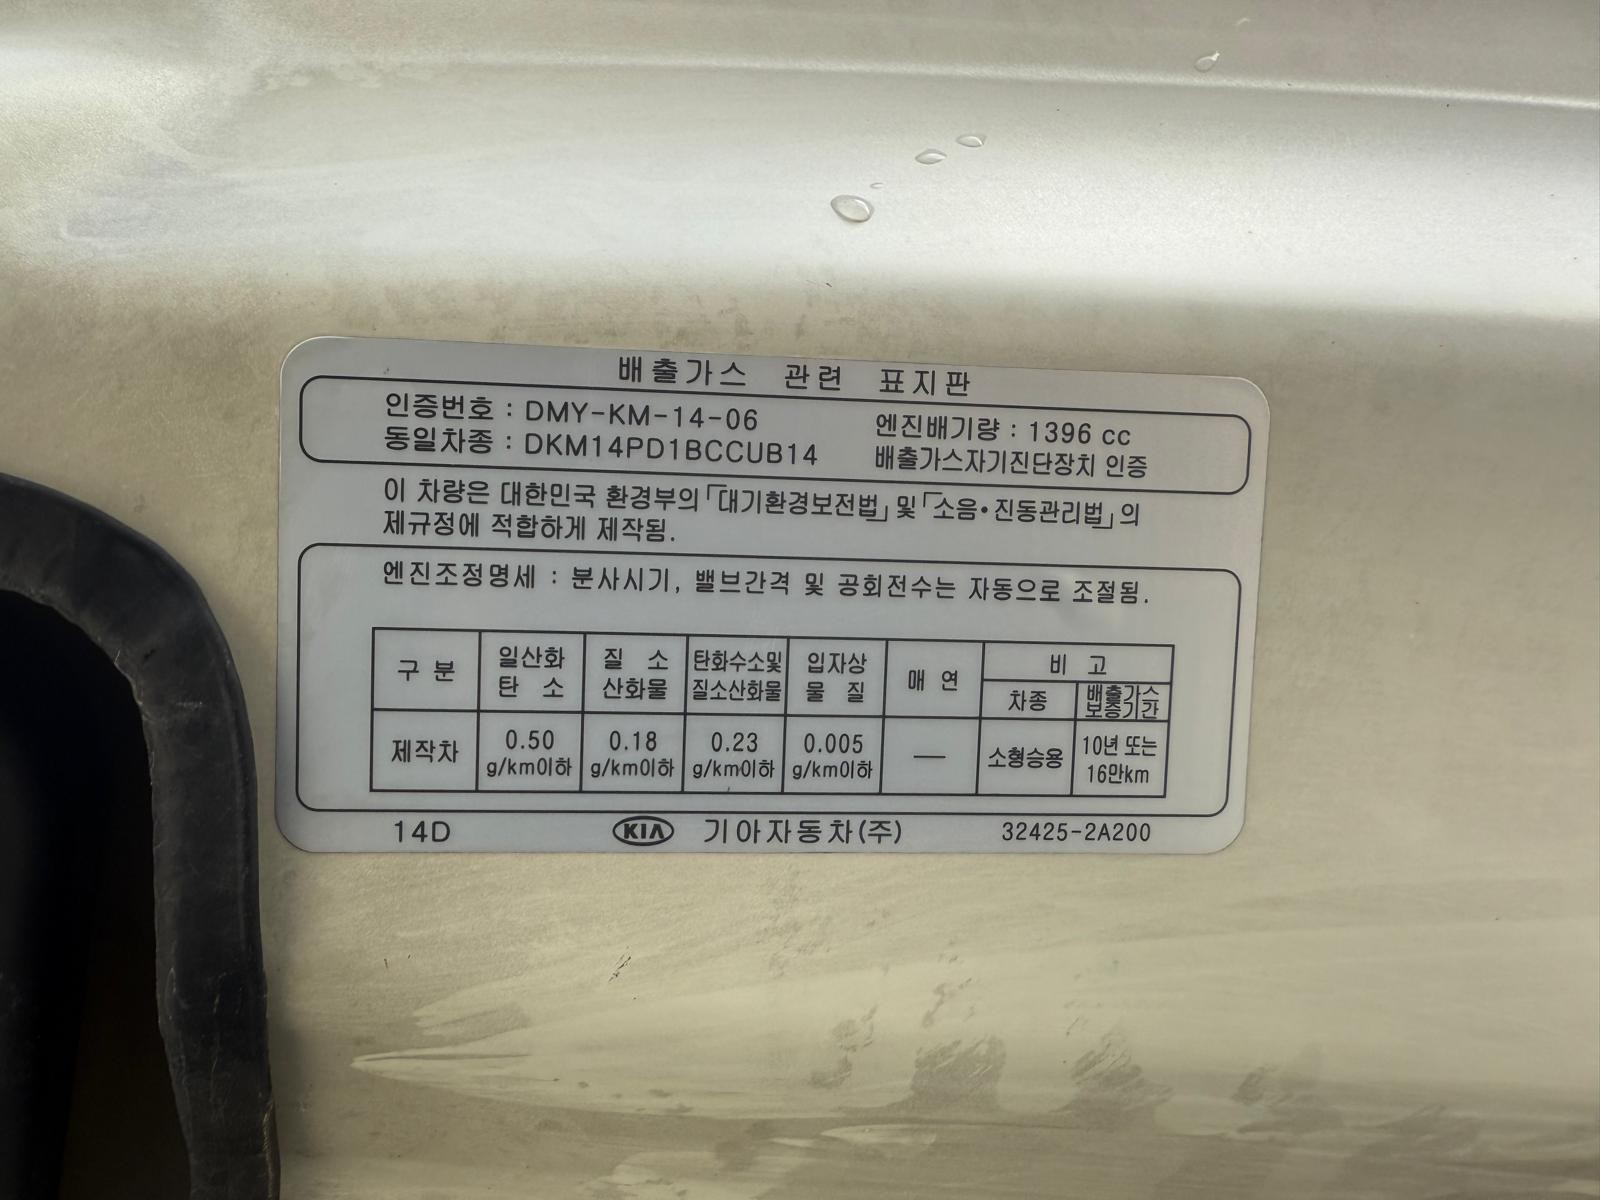 배출가스 관련 표지판
인증번호 : DMY-KM-14-06
동일차종 : DKM14PD1BCCUB14
엔진배기량 : 1396 cc
배출가스자기진단장치 인증
이 차량은 대한민국 환경부의「대기환경보전법」및「소음·진동관리법」의
제규정에 적합하게 제작됨.
엔진조정명세 : 분사시기, 밸브간격 및 공회전수는 자동으로 조절됨.
구 분 일산화 탄 소 질 소 산화물 탄화수소및 질소산화물 입자상 물 질 매 연 비 고
차종 배출가스 보증기간
제작차 0.50 g/km이하 0.18 g/km이하 0.23 g/km이하 0.005 g/km이하 — 소형승용 10년 또는 16만km
14D KIA 기아자동차(주) 32425-2A200